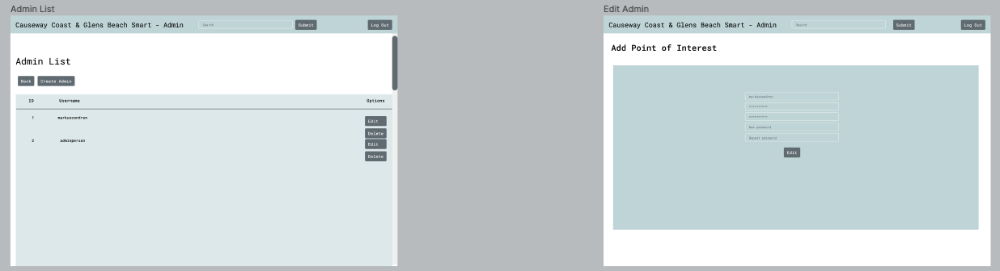 Admin List
Causeway Coast & Glens Beach Smart - Admin
Search
Submit
Log Out
Admin List
Back
Create Admin
ID
Username
Options
1
markeacondren
Edit
Delete
2
adminperson
Edit
Delete
Edit Admin
Causeway Coast & Glens Beach Smart - Admin
Search
Submit
Log Out
Add Point of Interest
**********
**********
New password
Repeat password
Edit